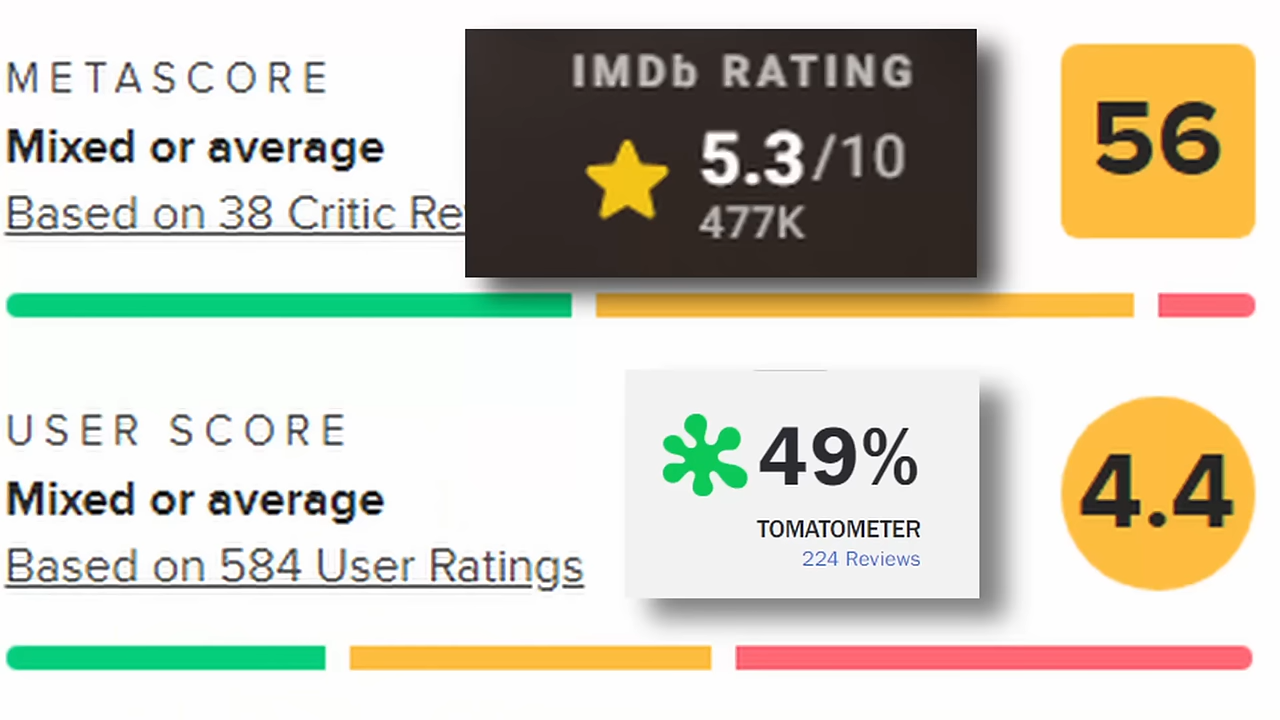 METASCORE
Mixed or average
Based on 38 Critic
IMDb RATING
5.3/10
477K
56
USER SCORE
Mixed or average
Based on 584 User Ratings
49%
TOMATOMETER
224 Reviews
4.4